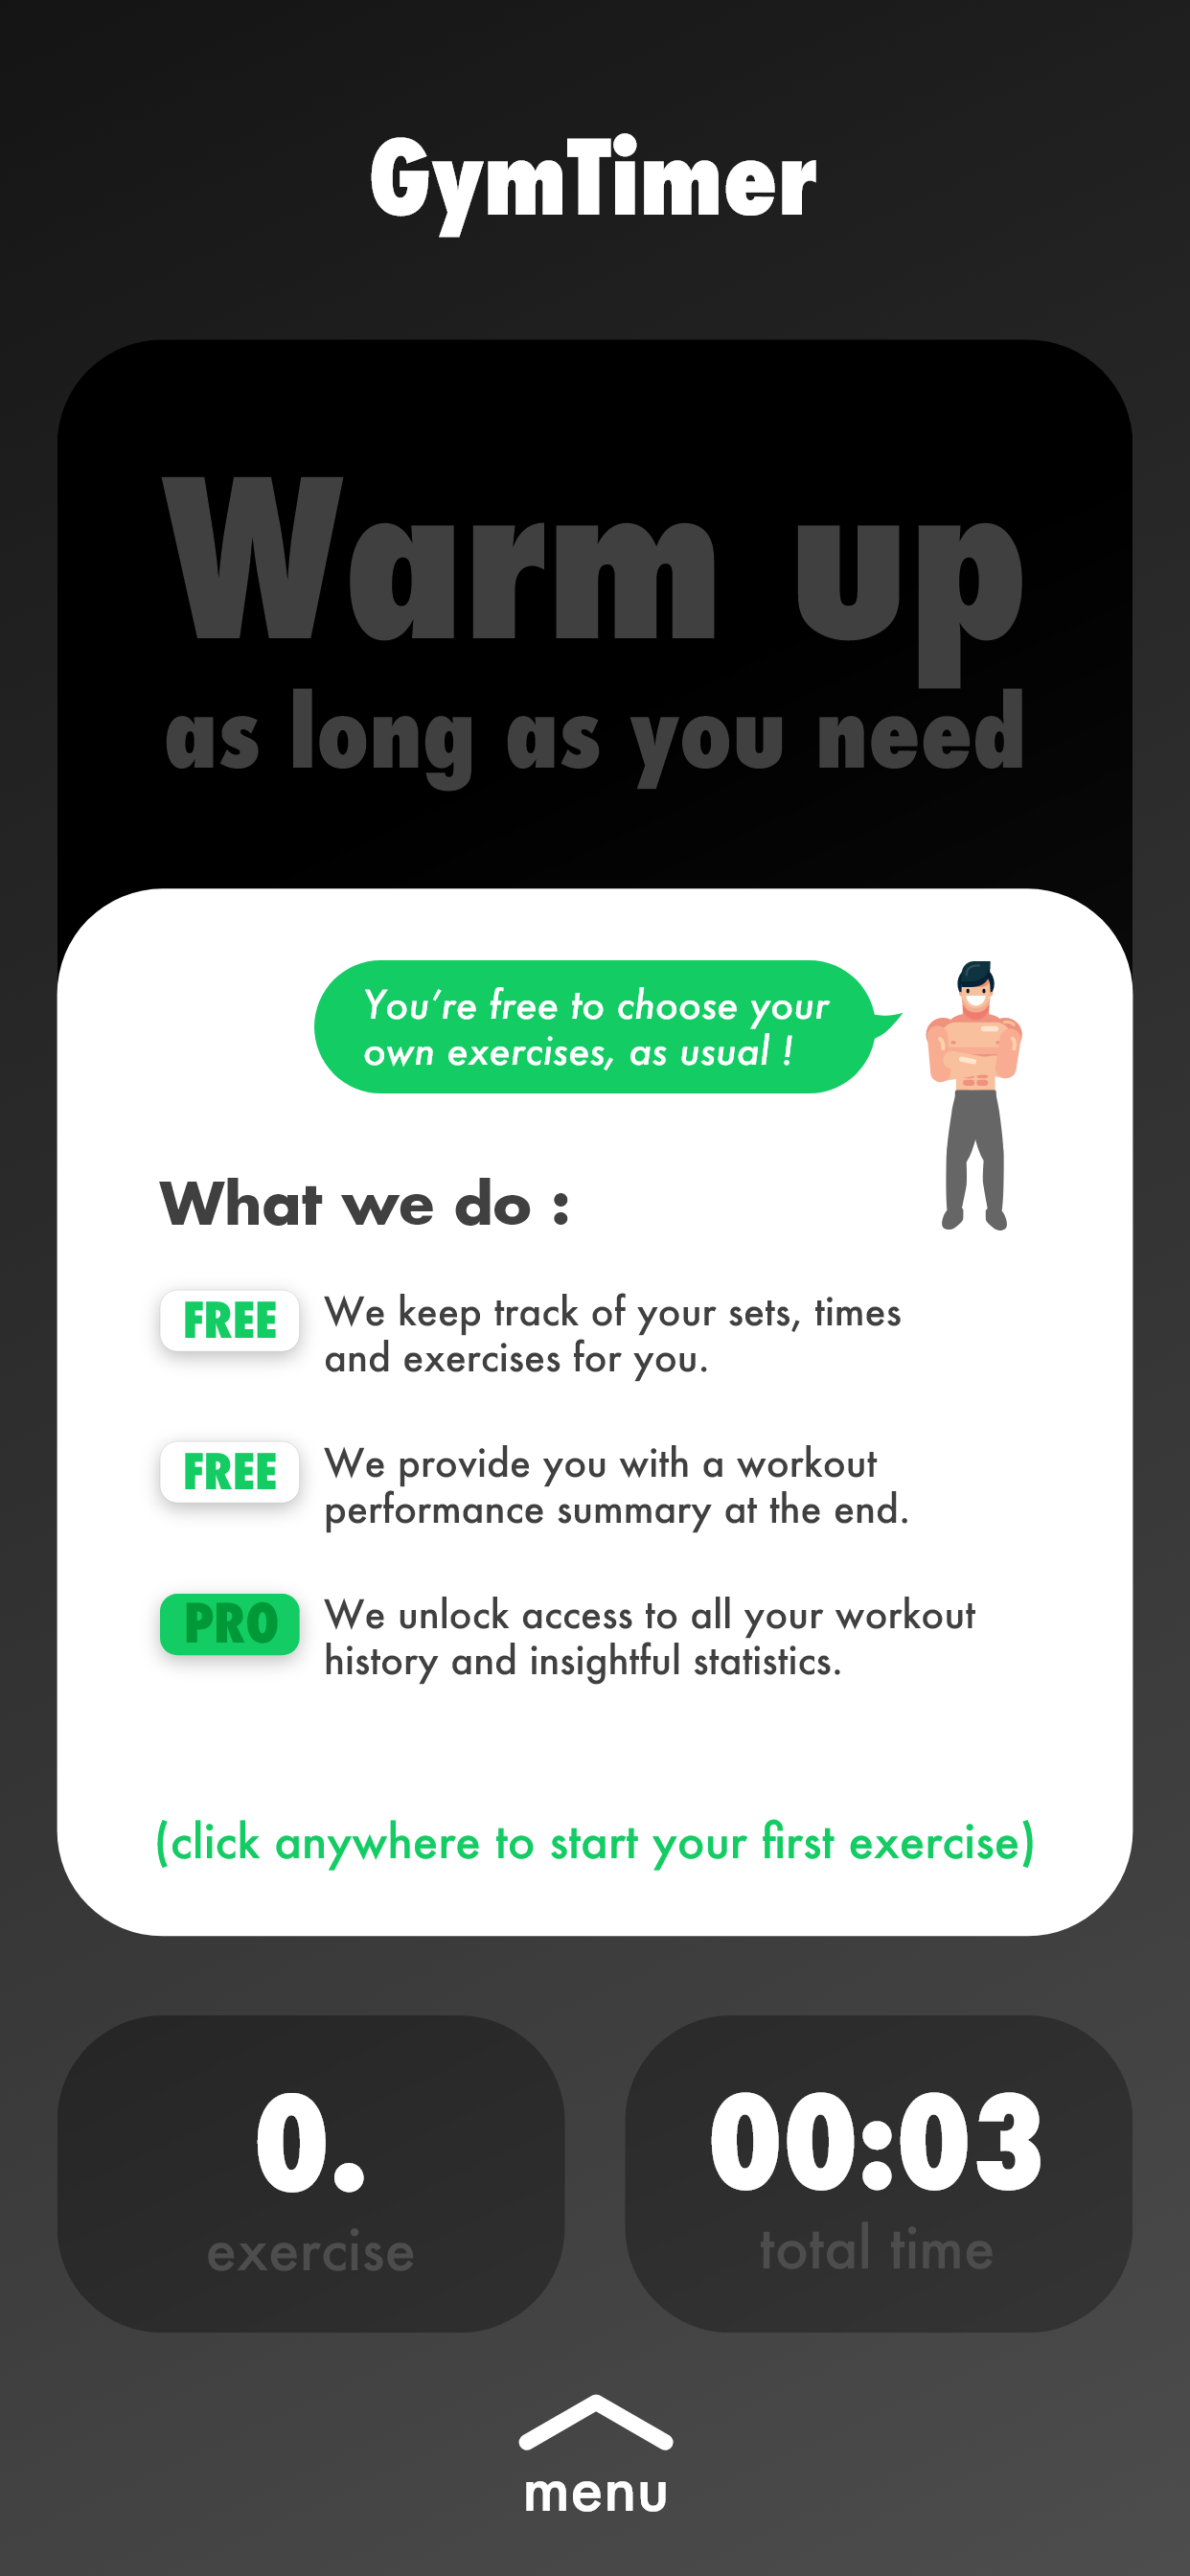 GymTimer
Warm up
as long as you need
You’re free to choose your
own exercises, as usual !
What we do :
FREE
We keep track of your sets, times
and exercises for you.
FREE
We provide you with a workout
performance summary at the end.
PRO
We unlock access to all your workout
history and insightful statistics.
(click anywhere to start your first exercise)
0.
exercise
00:03
total time
menu